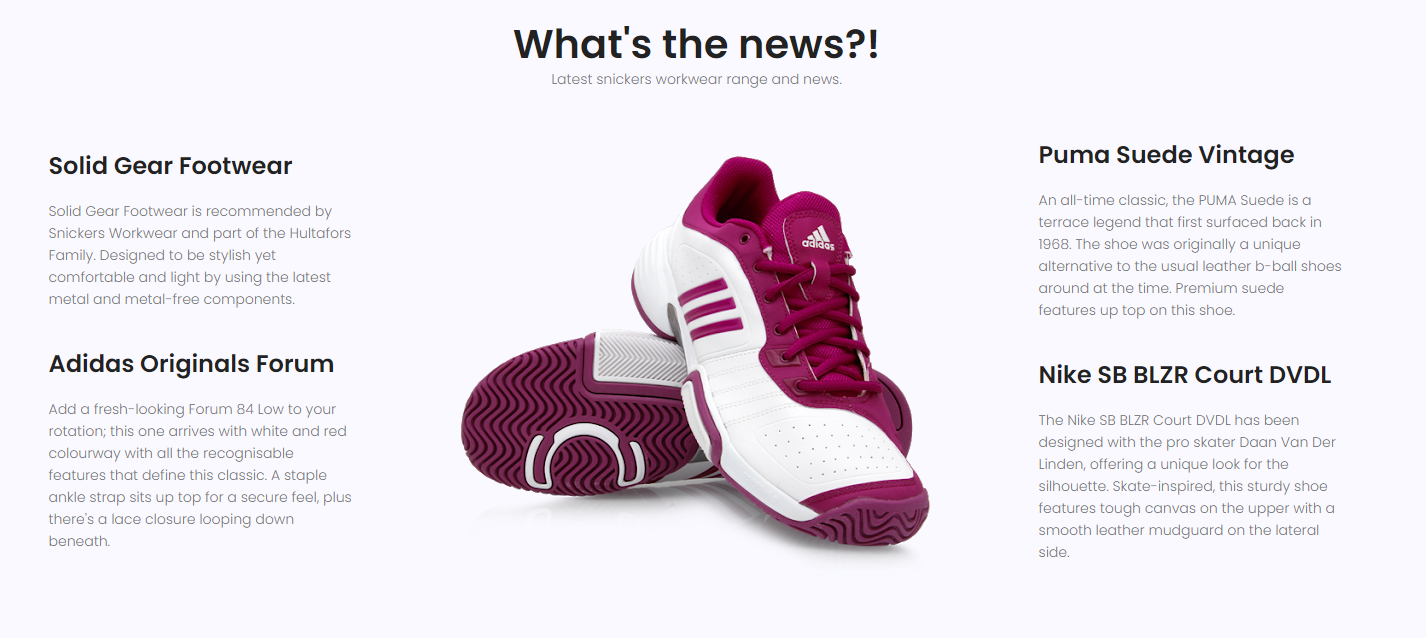 What's the news?!
Latest snickers workwear range and news.
Solid Gear Footwear
Solid Gear Footwear is recommended by
Snickers Workwear and part of the Hultafors
Family. Designed to be stylish yet
comfortable and light by using the latest
metal and metal-free components.
Adidas Originals Forum
Add a fresh-looking Forum 84 Low to your
rotation; this one arrives with white and red
colourway with all the recognisable
features that define this classic. A staple
ankle strap sits up top for a secure feel, plus
there's a lace closure looping down
beneath.
adidas
Puma Suede Vintage
An all-time classic, the PUMA Suede is a
terrace legend that first surfaced back in
1968. The shoe was originally a unique
alternative to the usual leather b-ball shoes
around at the time. Premium suede
features up top on this shoe.
Nike SB BLZR Court DVDL
The Nike SB BLZR Court DVDL has been
designed with the pro skater Daan Van Der
Linden, offering a unique look for the
silhouette. Skate-inspired, this sturdy shoe
features tough canvas on the upper with a
smooth leather mudguard on the lateral
side.